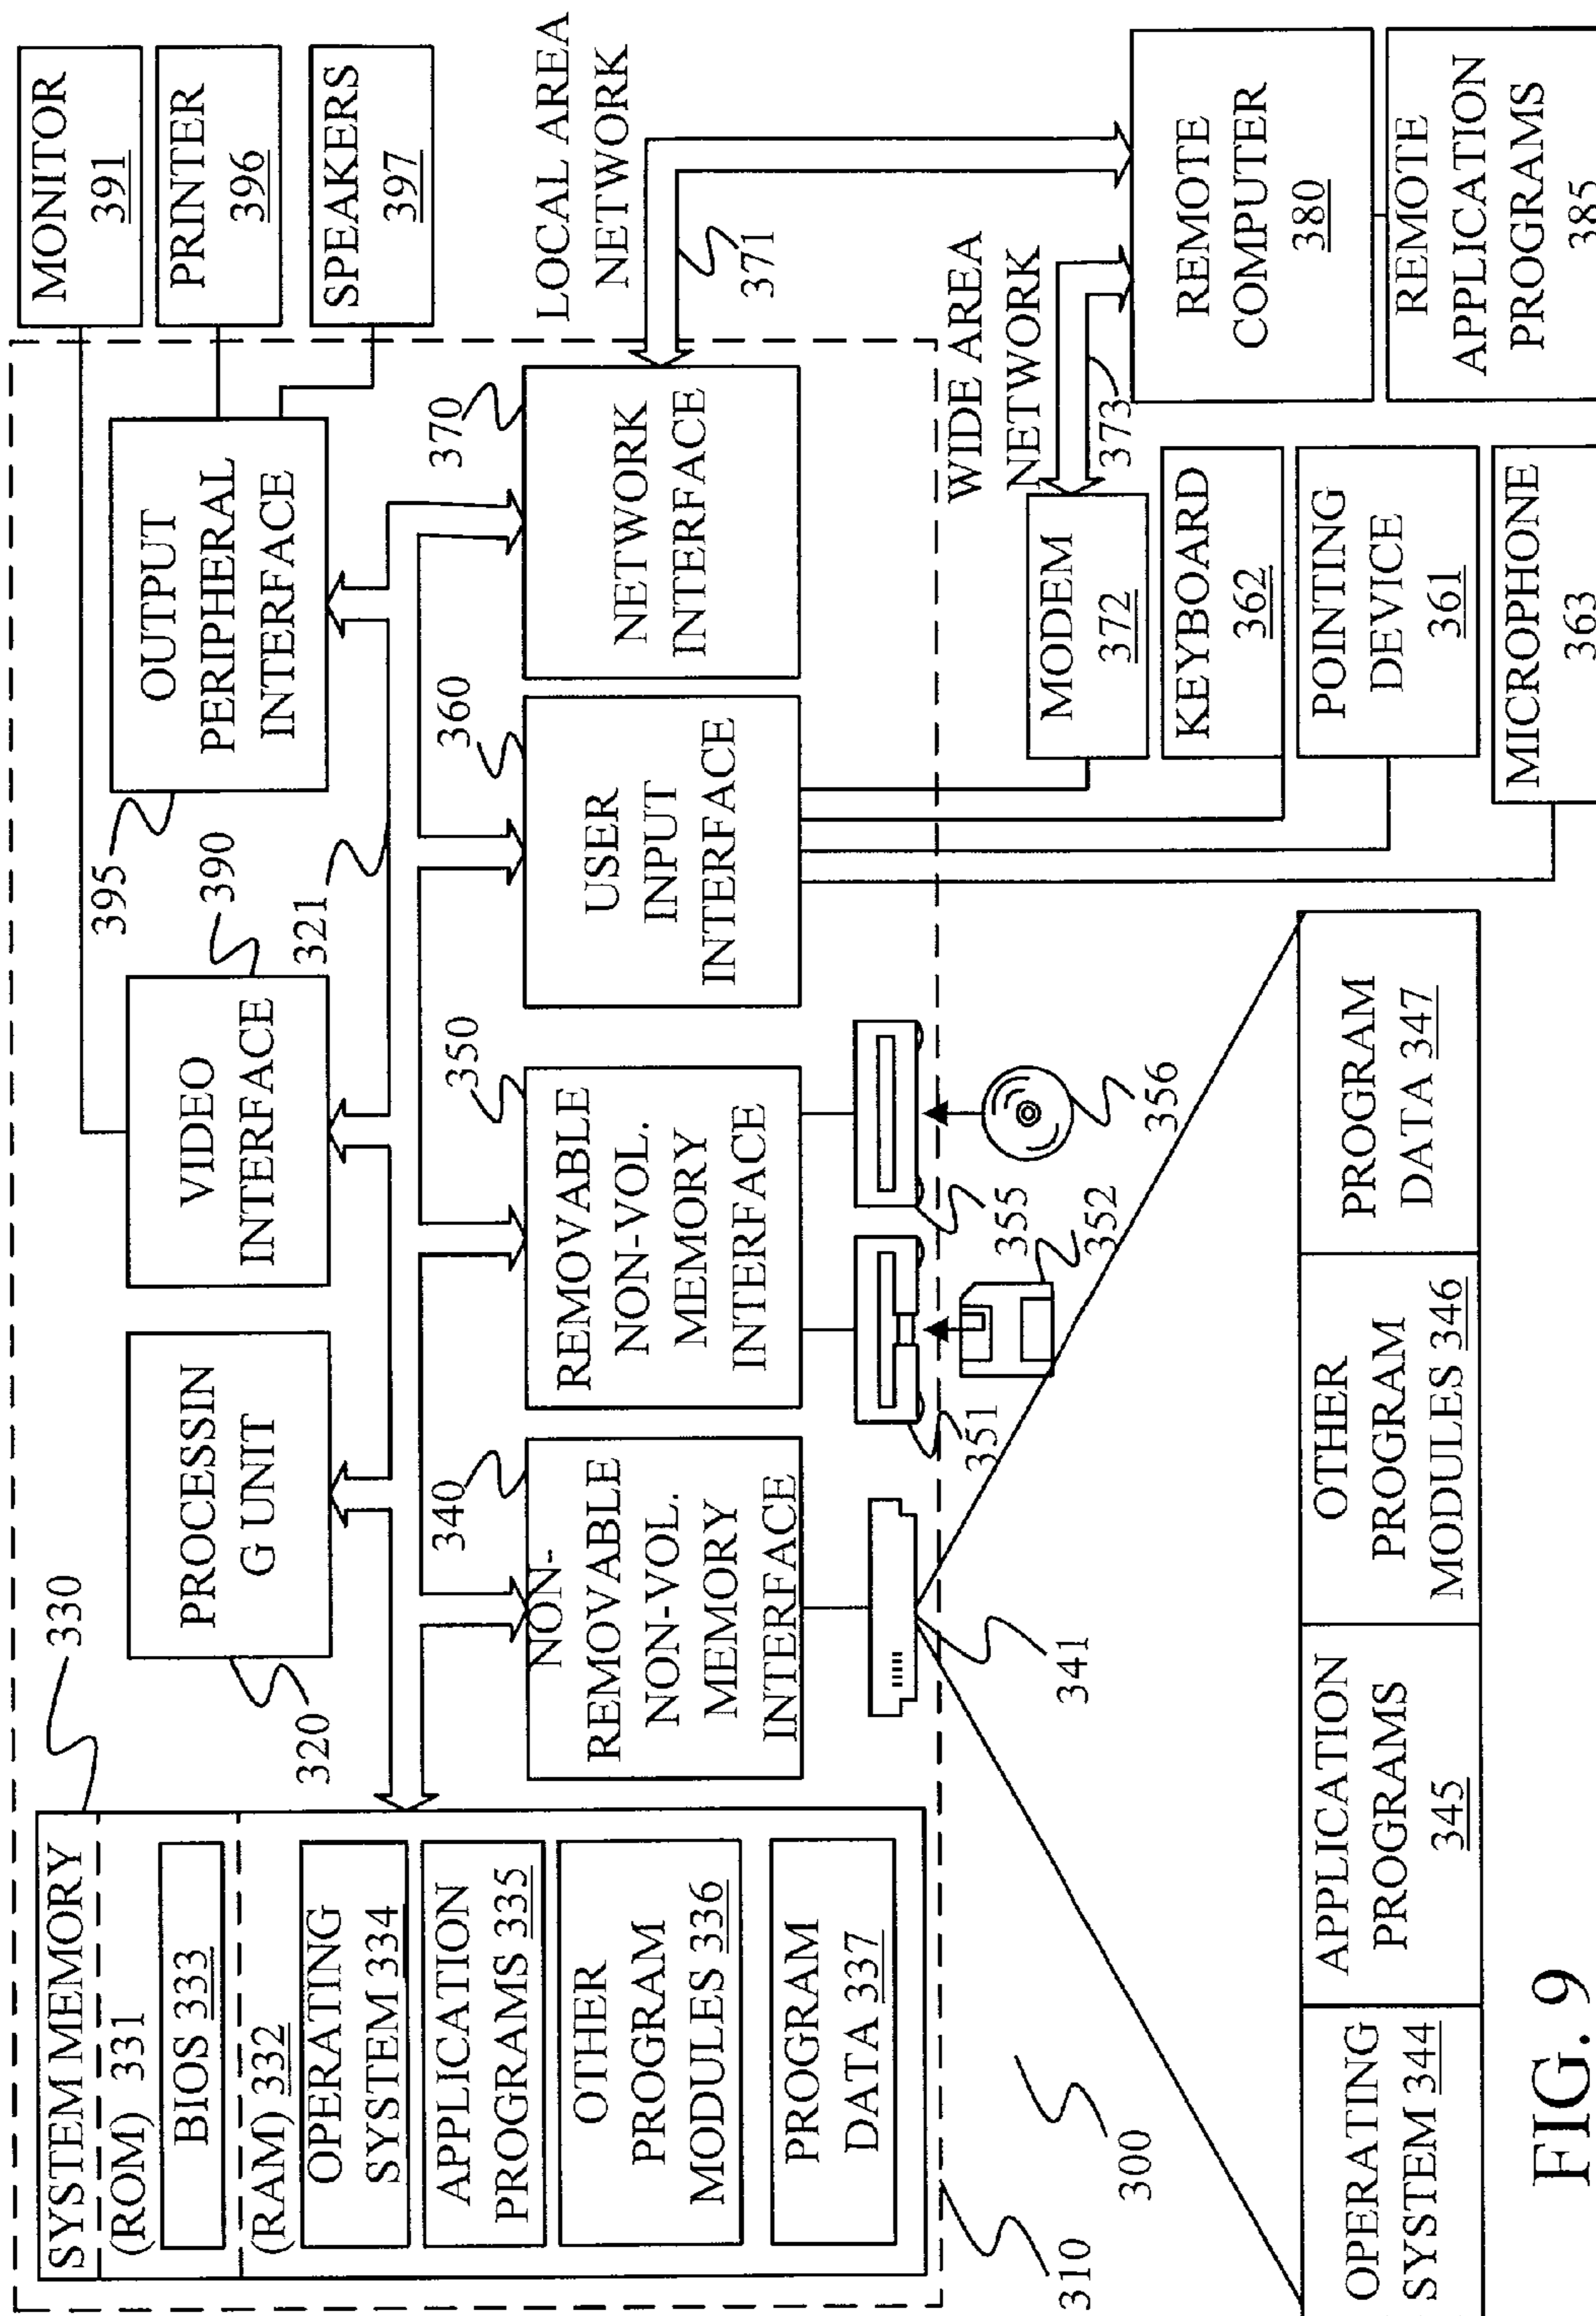 SYSTEM MEMORY
(ROM) 331
BIOS 333
(RAM) 332
OPERATING
SYSTEM 334
APPLICATION
PROGRAMS 335
OTHER
PROGRAM
MODULES 336
PROGRAM
DATA 337
330
PROCESSIN
G UNIT
320
VIDEO
INTERFACE
390
321
OUTPUT
PERIPHERAL
INTERFACE
395
MONITOR
391
PRINTER
396
SPEAKERS
397
NON-
REMOVABLE
NON-VOL.
MEMORY
INTERFACE
340
REMOVABLE
NON-VOL.
MEMORY
INTERFACE
350
USER
INPUT
INTERFACE
360
NETWORK
INTERFACE
370
LOCAL AREA
NETWORK
371
341
351
355
352
356
WIDE AREA
NETWORK
373
MODEM
372
KEYBOARD
362
POINTING
DEVICE
361
MICROPHONE
363
REMOTE
COMPUTER
380
REMOTE
APPLICATION
PROGRAMS
385
310
300
OPERATING
SYSTEM 344
APPLICATION
PROGRAMS
345
OTHER
PROGRAM
MODULES 346
PROGRAM
DATA 347
FIG. 9